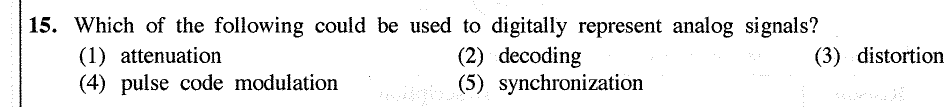 15. Which of the following could be used to digitally represent analog signals?
(1) attenuation (2) decoding (3) distortion
(4) pulse code modulation (5) synchronization